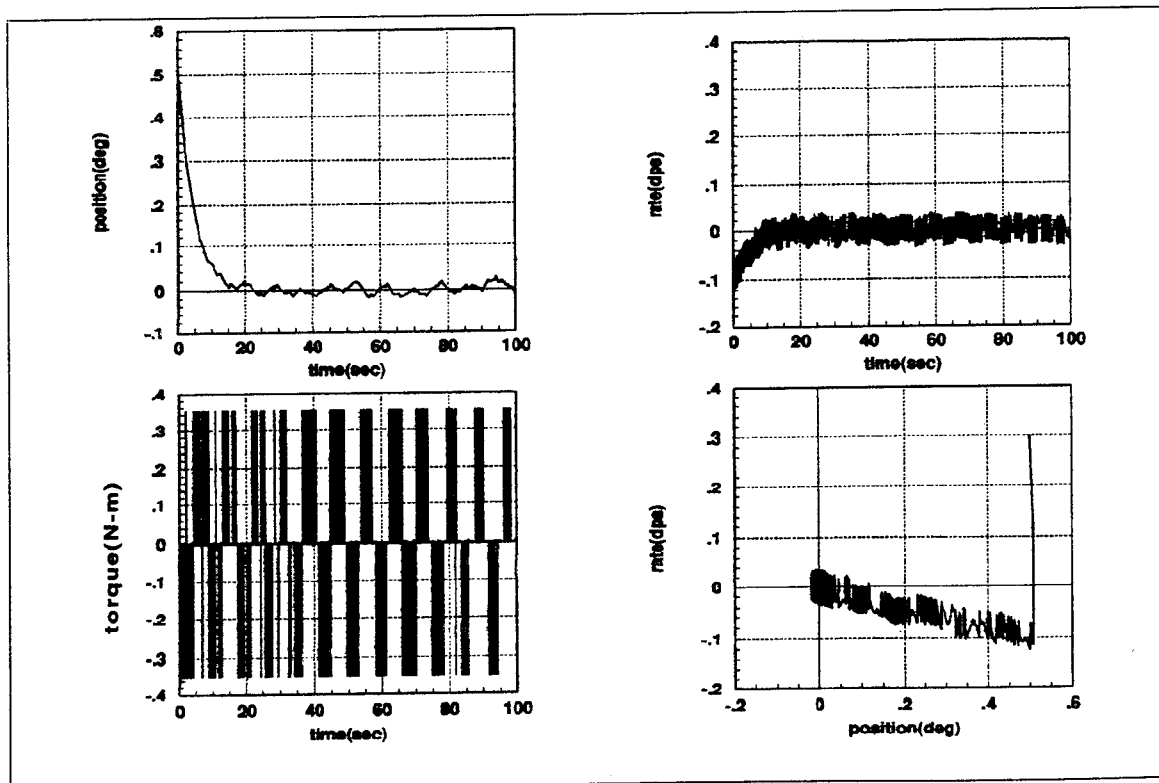 .6
.5
.4
.3
.2
.1
0
-.1
position(deg)
0 20 40 60 80 100
time(sec)
.4
.3
.2
.1
0
-.1
-.2
rate(dps)
0 20 40 60 80 100
time(sec)
.4
.3
.2
.1
0
-.1
-.2
-.3
-.4
torque(N-m)
0 20 40 60 80 100
time(sec)
.4
.3
.2
.1
0
-.1
-.2
rate(dps)
-.2 0 .2 .4 .6
position(deg)